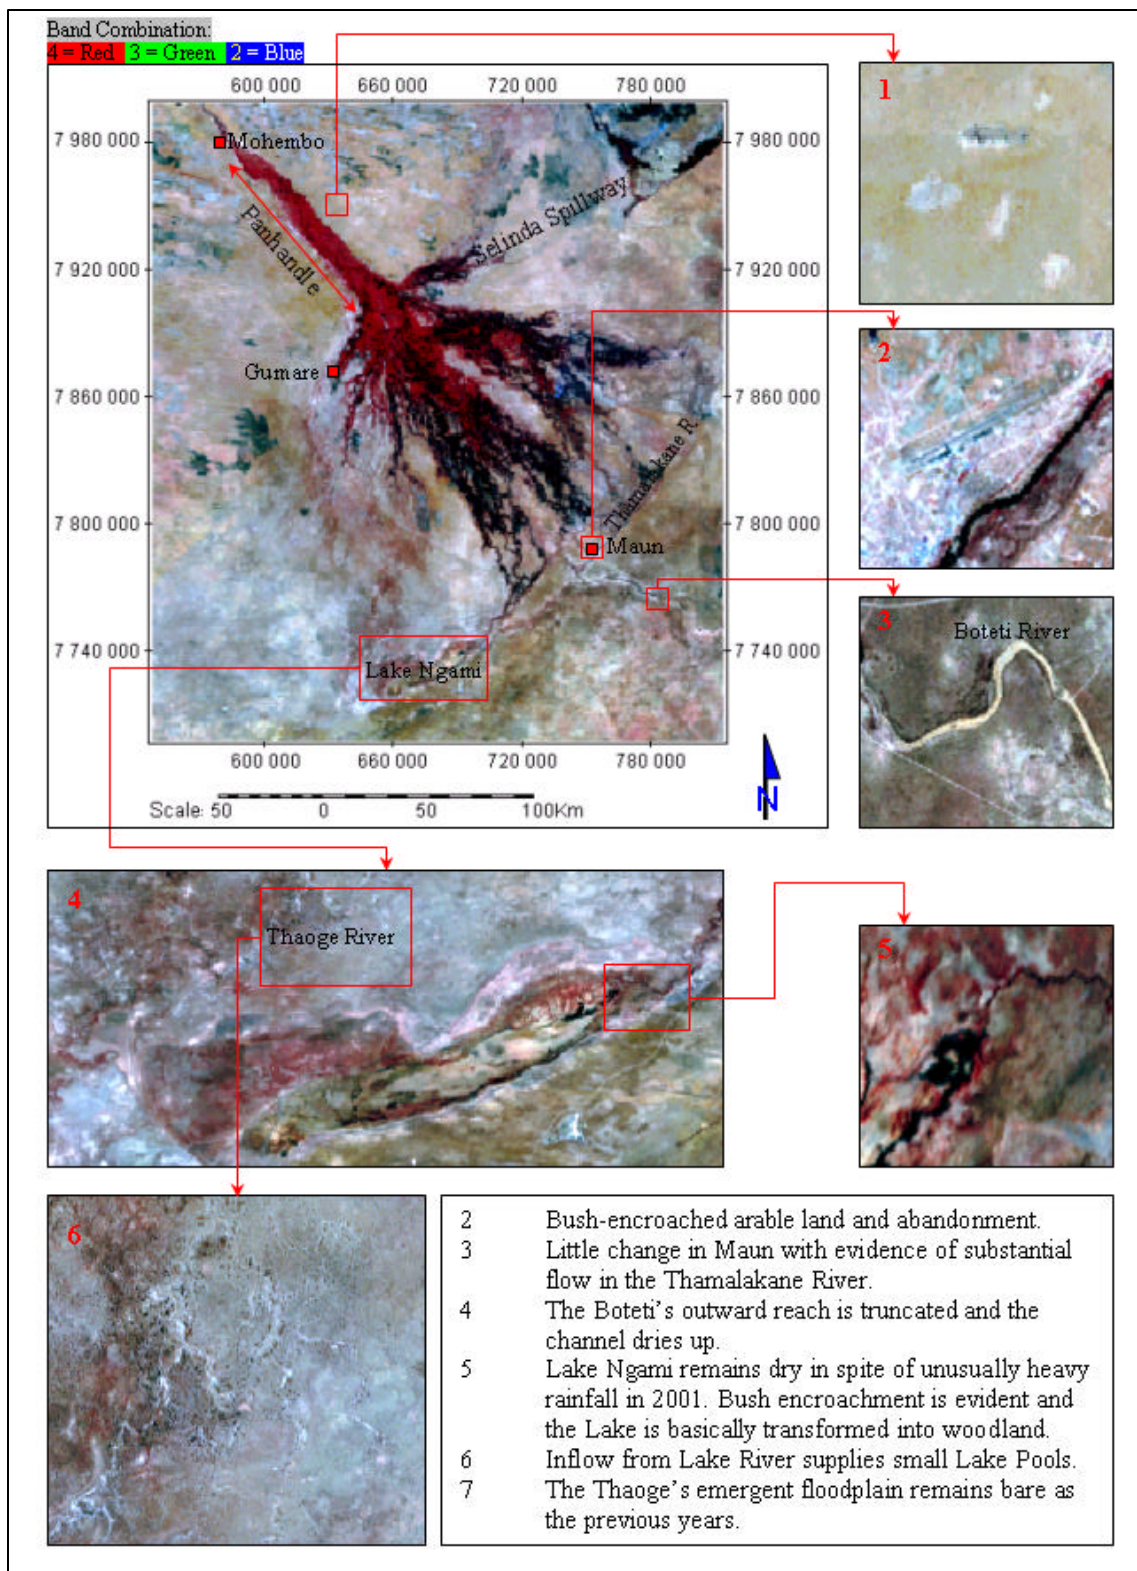 Band Combination:
4 = Red 3 = Green 2 = Blue
600 000 660 000 720 000 780 000
7 980 000
7 980 000
Mohembo
Panhandle
Selinda Spillway
7 920 000
7 920 000
Gumare
7 860 000
7 860 000
Thamalakane R.
7 800 000
7 800 000
Maun
7 740 000
7 740 000
Lake Ngami
600 000 660 000 720 000 780 000
Scale: 50 0 50 100Km
N
1
2
3
Boteti River
4
Thaoge River
5
6
2 Bush-encroached arable land and abandonment.
3 Little change in Maun with evidence of substantial
flow in the Thamalakane River.
4 The Boteti's outward reach is truncated and the
channel dries up.
5 Lake Ngami remains dry in spite of unusually heavy
rainfall in 2001. Bush encroachment is evident and
the Lake is basically transformed into woodland.
6 Inflow from Lake River supplies small Lake Pools.
7 The Thaoge's emergent floodplain remains bare as
the previous years.